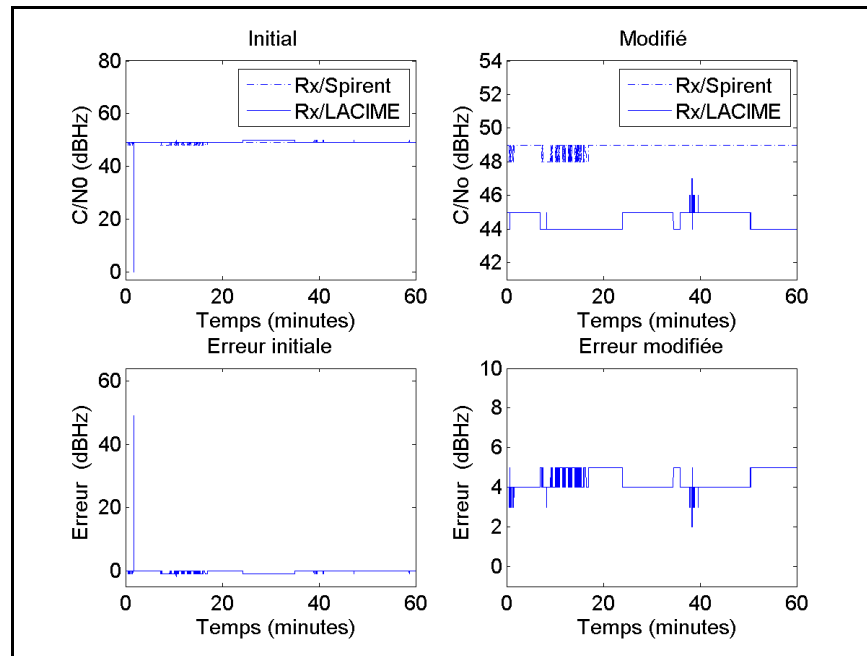 Initial
80
60
40
20
0
C/N0 (dBHz)
Rx/Spirent
Rx/LACIME
0 20 40 60
Temps (minutes)
Modifié
54
52
50
48
46
44
42
C/No (dBHz)
Rx/Spirent
Rx/LACIME
0 20 40 60
Temps (minutes)
Erreur initiale
60
40
20
0
Erreur (dBHz)
0 20 40 60
Temps (minutes)
Erreur modifiée
10
8
6
4
2
0
Erreur (dBHz)
0 20 40 60
Temps (minutes)